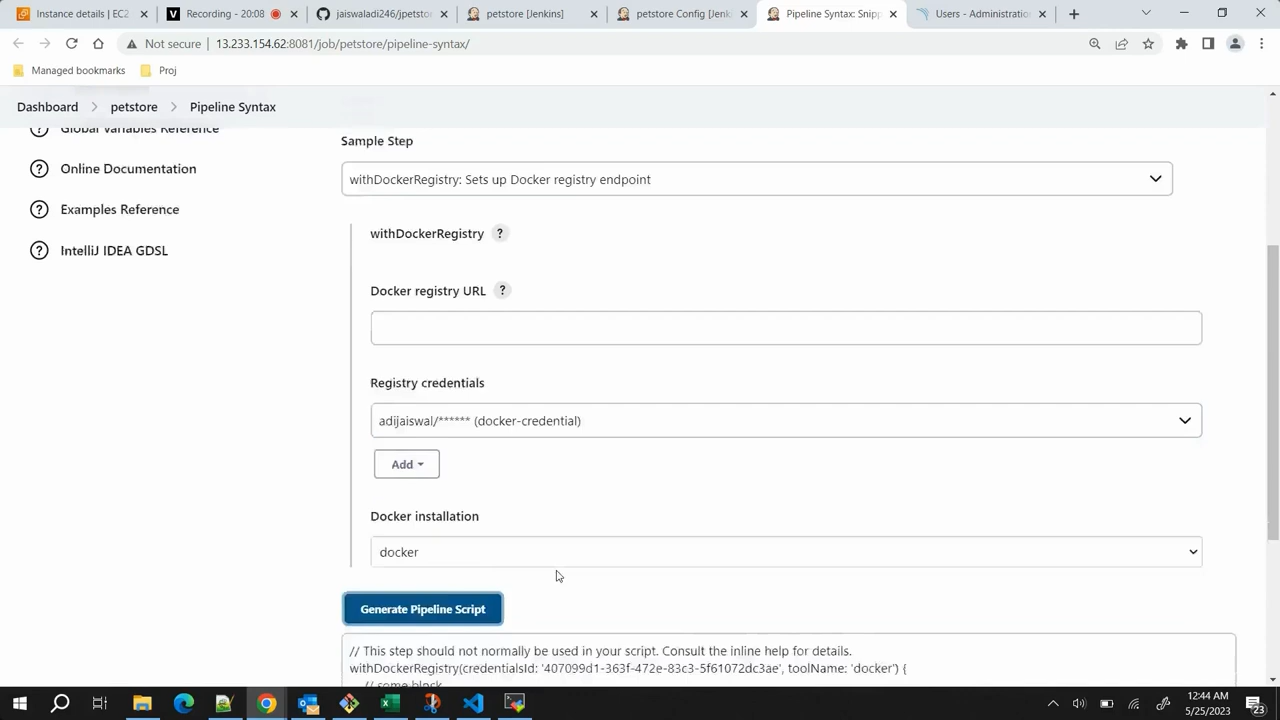 Instance details | EC2
Recording - 20:08
jaiswaladi246/jpetstor
petstore [Jenkins]
petstore Config [Jenki
Pipeline Syntax: Snipp
Users - Administratio
Not secure
13.233.154.62:8081/job/petstore/pipeline-syntax/
Managed bookmarks
Proj
Dashboard
petstore
Pipeline Syntax
Global Variables Reference
Online Documentation
Examples Reference
IntelliJ IDEA GDSL
Sample Step
withDockerRegistry: Sets up Docker registry endpoint
withDockerRegistry ?
Docker registry URL ?
Registry credentials
adijaiswal/****** (docker-credential)
Add
Docker installation
docker
Generate Pipeline Script
// This step should not normally be used in your script. Consult the inline help for details.
withDockerRegistry(credentialsId: '407099d1-363f-472e-83c3-5f61072dc3ae', toolName: 'docker') {
// some block
12:44 AM
5/25/2023
23